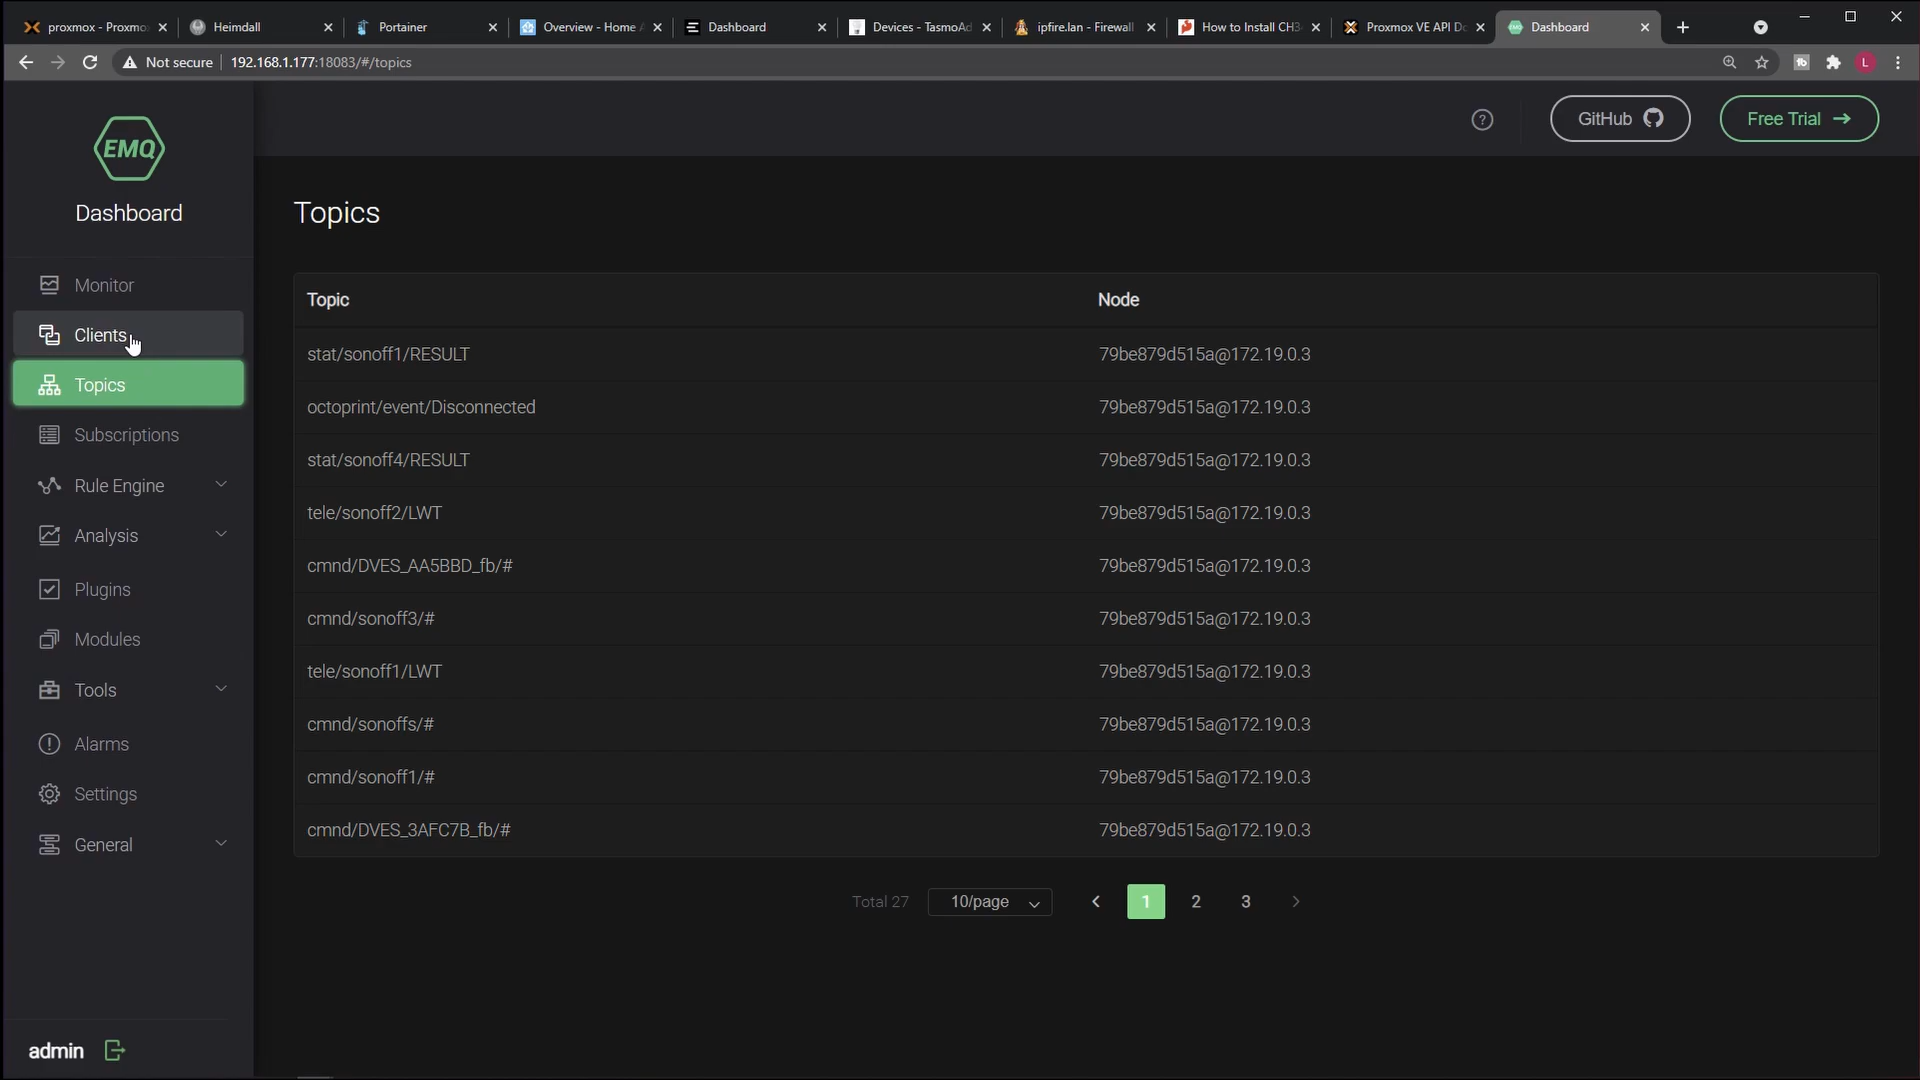 proxmox - Proxmo
Heimdall
Portainer
Overview - Home A
Dashboard
Devices - TasmoAd
ipfire.lan - Firewall
How to Install CH3
Proxmox VE API Do
Dashboard
Not secure
192.168.1.177:18083/#/topics
L
EMQ
Dashboard
GitHub
Free Trial →
Topics
Monitor
Clients
Topics
Subscriptions
Rule Engine
Analysis
Plugins
Modules
Tools
Alarms
Settings
General
admin
Topic Node
stat/sonoff1/RESULT 79be879d515a@172.19.0.3
octoprint/event/Disconnected 79be879d515a@172.19.0.3
stat/sonoff4/RESULT 79be879d515a@172.19.0.3
tele/sonoff2/LWT 79be879d515a@172.19.0.3
cmnd/DVES_AA5BBD_fb/# 79be879d515a@172.19.0.3
cmnd/sonoff3/# 79be879d515a@172.19.0.3
tele/sonoff1/LWT 79be879d515a@172.19.0.3
cmnd/sonoffs/# 79be879d515a@172.19.0.3
cmnd/sonoff1/# 79be879d515a@172.19.0.3
cmnd/DVES_3AFC7B_fb/# 79be879d515a@172.19.0.3
Total 27 10/page 1 2 3